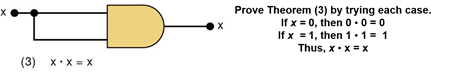 x
x
(3) x • x = x
Prove Theorem (3) by trying each case.
If x = 0, then 0 • 0 = 0
If x = 1, then 1 • 1 = 1
Thus, x • x = x